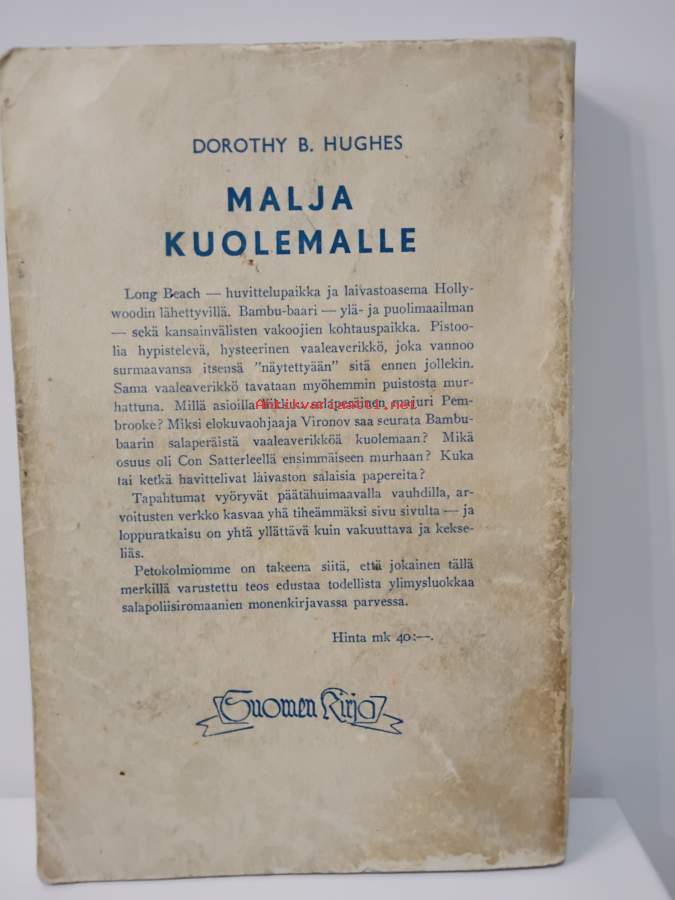 DOROTHY B. HUGHES
MALJA
KUOLEMALLE
Long Beach — huvittelupaikka ja laivastoasema Holly-
woodin lähettyvillä. Bambu-baari — ylä- ja puolimaailman
— sekä kansainvälisten vakoojien kohtauspaikka. Pistoo-
lia hypistelevä, hysteerinen vaaleaverikkö, joka vannoo
surmaavansa itsensä ”näytettyään” sitä ennen jollekin.
Sama vaaleaverikkö tavataan myöhemmin puistosta mur-
hattuna. Millä asioilla liikkuu salaperäinen majuri Pem-
Antikvariaatti.net
brooke? Miksi elokuvaohjaaja Vironov saa seurata Bambu-
baarin salaperäistä vaaleaverikköä kuolemaan? Mikä
osuus oli Con Satterleellä ensimmäiseen murhaan? Kuka
tai ketkä havittelivat laivaston salaisia papereita?
Tapahtumat vyöryvät päätähuimaavalla vauhdilla, ar-
voitusten verkko kasvaa yhä tiheämmäksi sivu sivulta — ja
loppuratkaisu on yhtä yllättävä kuin vakuuttava ja kekse-
liäs.
Petokolmiomme on takeena siitä, että jokainen tällä
merkillä varustettu teos edustaa todellista ylimysluokkaa
salapoliisiromaanien monenkirjavassa parvessa.
Hinta mk 40:—.
Suomen Kirja